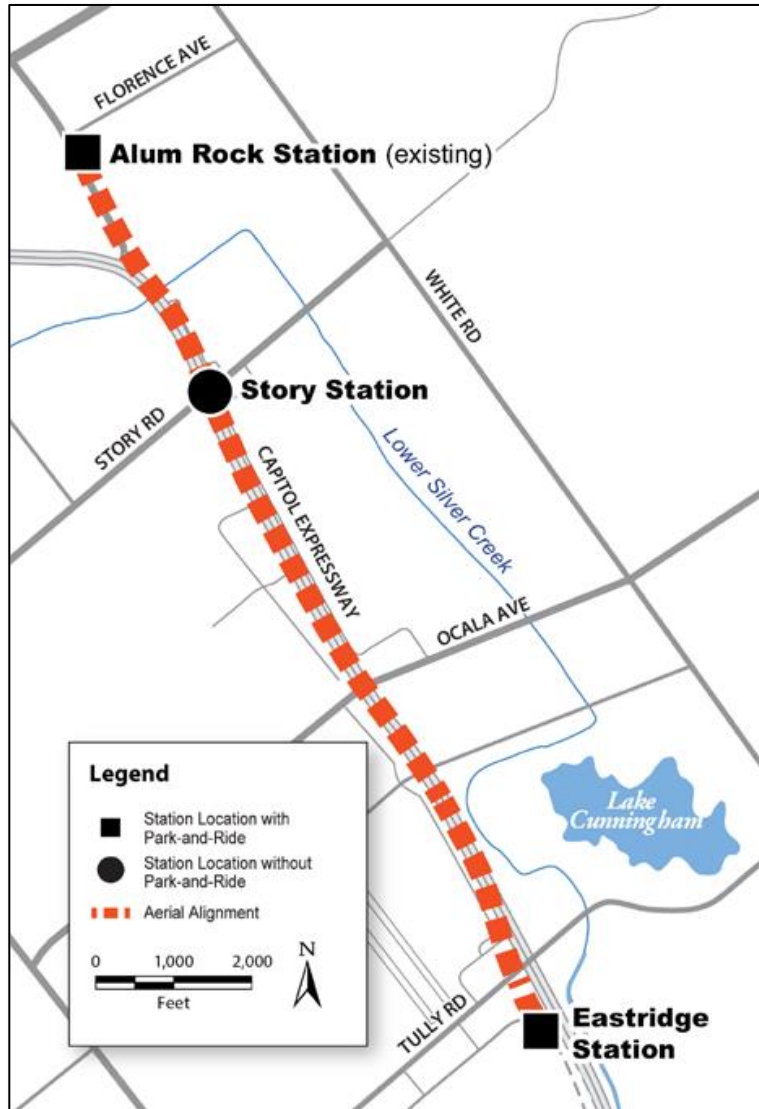 FLORENCE AVE
Alum Rock Station (existing)
WHITE RD
Story Station
STORY RD
CAPITOL EXPRESSWAY
Lower Silver Creek
OCALA AVE
Lake
Cunningham
Legend
Station Location with
Park-and-Ride
Station Location without
Park-and-Ride
Aerial Alignment
0 1,000 2,000
Feet
N
TULLY RD
Eastridge
Station